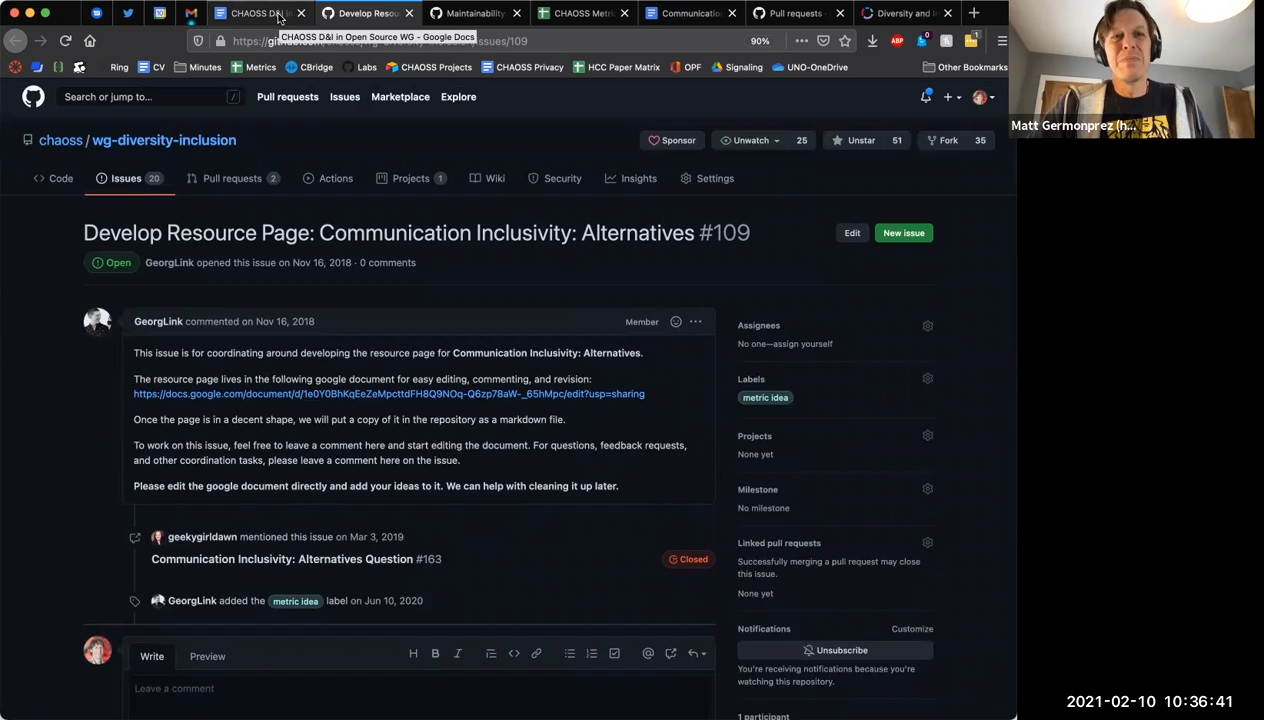 CHAOSS D&I in
Develop Resou
Maintainability
CHAOSS Metri
Communication
Pull requests
Diversity and I
CHAOSS D&I in Open Source WG - Google Docs
issues/109
90%
Ring
CV
Minutes
Metrics
CBridge
Labs
CHAOSS Projects
CHAOSS Privacy
HCC Paper Matrix
OPF
Signaling
UNO-OneDrive
Other Bookmarks
Search or jump to...
Pull requests
Issues
Marketplace
Explore
chaoss / wg-diversity-inclusion
Sponsor
Unwatch 25
Unstar 51
Fork 35
Code
Issues 20
Pull requests 2
Actions
Projects 1
Wiki
Security
Insights
Settings
Develop Resource Page: Communication Inclusivity: Alternatives #109
Edit
New issue
Open
GeorgLink opened this issue on Nov 16, 2018 · 0 comments
GeorgLink commented on Nov 16, 2018
Member
This issue is for coordinating around developing the resource page for Communication Inclusivity: Alternatives.
The resource page lives in the following google document for easy editing, commenting, and revision:
https://docs.google.com/document/d/1e0Y0BhKqEeZeMpcttdFH8Q9NOq-Q6zp78aW-_65hMpc/edit?usp=sharing
Once the page is in a decent shape, we will put a copy of it in the repository as a markdown file.
To work on this issue, feel free to leave a comment here and start editing the document. For questions, feedback requests,
and other coordination tasks, please leave a comment here on the issue.
Please edit the google document directly and add your ideas to it. We can help with cleaning it up later.
geekygirldawn mentioned this issue on Mar 3, 2019
Communication Inclusivity: Alternatives Question #163
Closed
GeorgLink added the metric idea label on Jun 10, 2020
Write
Preview
Leave a comment
Assignees
No one—assign yourself
Labels
metric idea
Projects
None yet
Milestone
No milestone
Linked pull requests
Successfully merging a pull request may close
this issue.
None yet
Notifications
Customize
Unsubscribe
You're receiving notifications because you're
watching this repository.
1 participant
Matt Germonprez (h...
2021-02-10 10:36:41